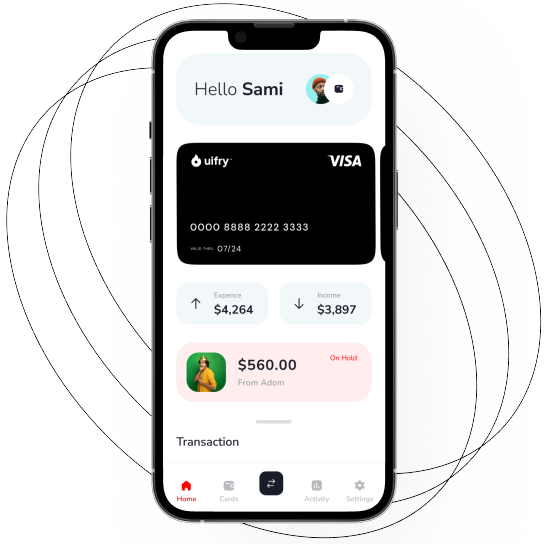 Hello Sami
uifry
VISA
0000 8888 2222 3333
VALID THRU 07/24
Expence
$4,264
Income
$3,897
$560.00
From Adom
On Hold
Transaction
Home
Cards
Activity
Settings